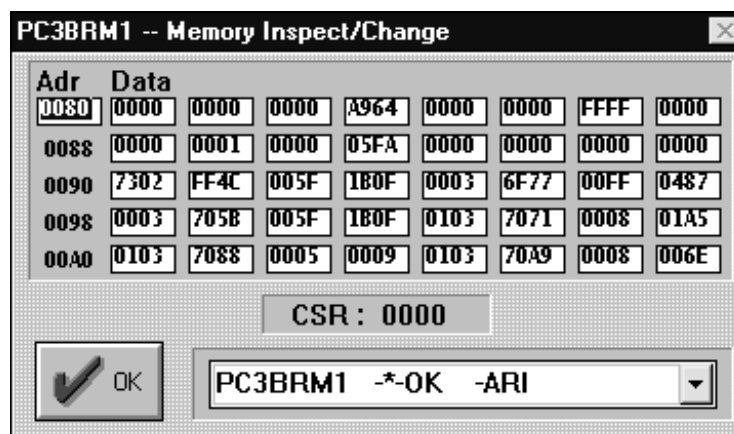 PC3BRM1 -- Memory Inspect/Change
Adr Data
0080 0000 0000 0000 A964 0000 0000 FFFF 0000
0088 0000 0001 0000 05FA 0000 0000 0000 0000
0090 7302 FF4C 005F 1B0F 0003 6F77 00FF 0487
0098 0003 705B 005F 1B0F 0103 7071 0008 01A5
00A0 0103 7088 0005 0009 0103 70A9 0008 006E
CSR : 0000
OK
PC3BRM1 -*-OK -ARI